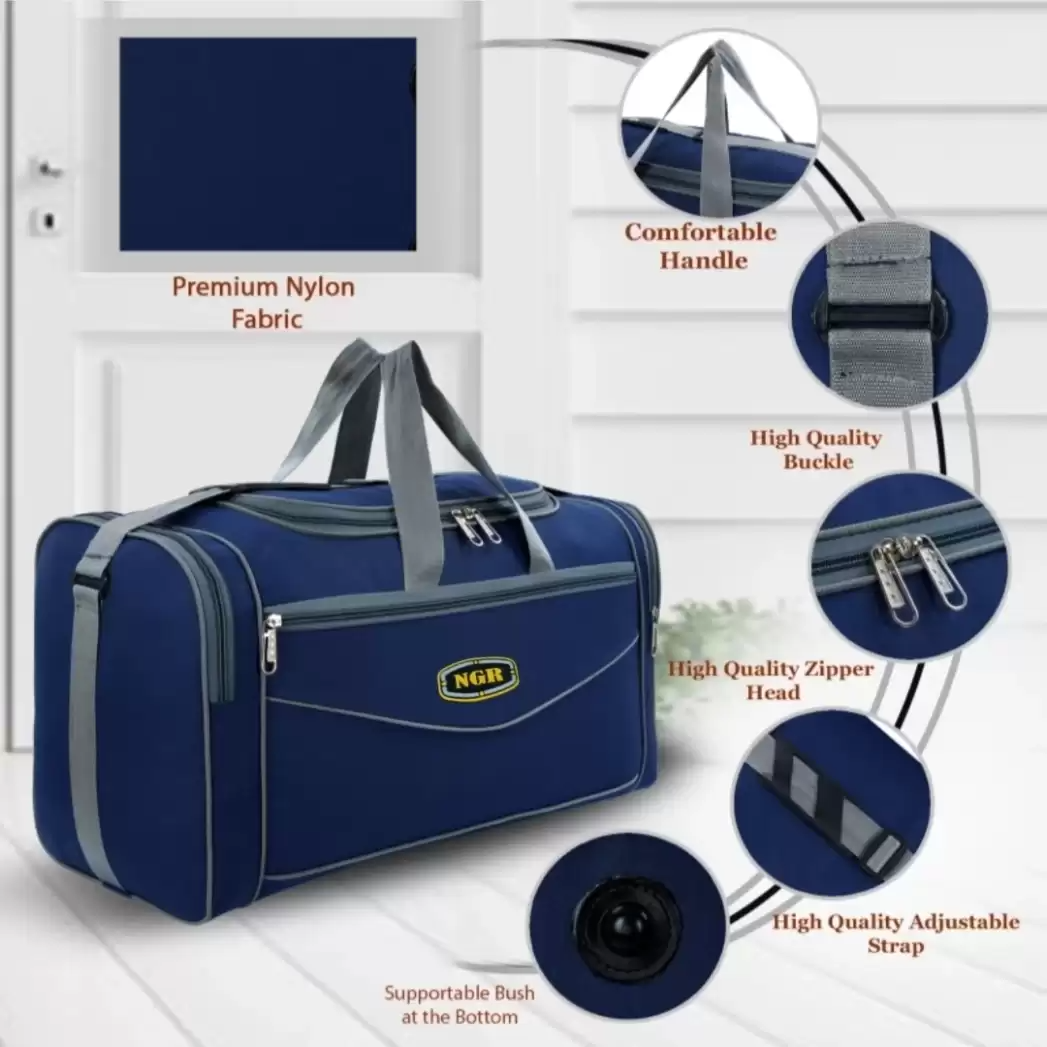 Premium Nylon
Fabric
Comfortable
Handle
High Quality
Buckle
NGR
High Quality Zipper
Head
High Quality Adjustable
Strap
Supportable Bush
at the Bottom